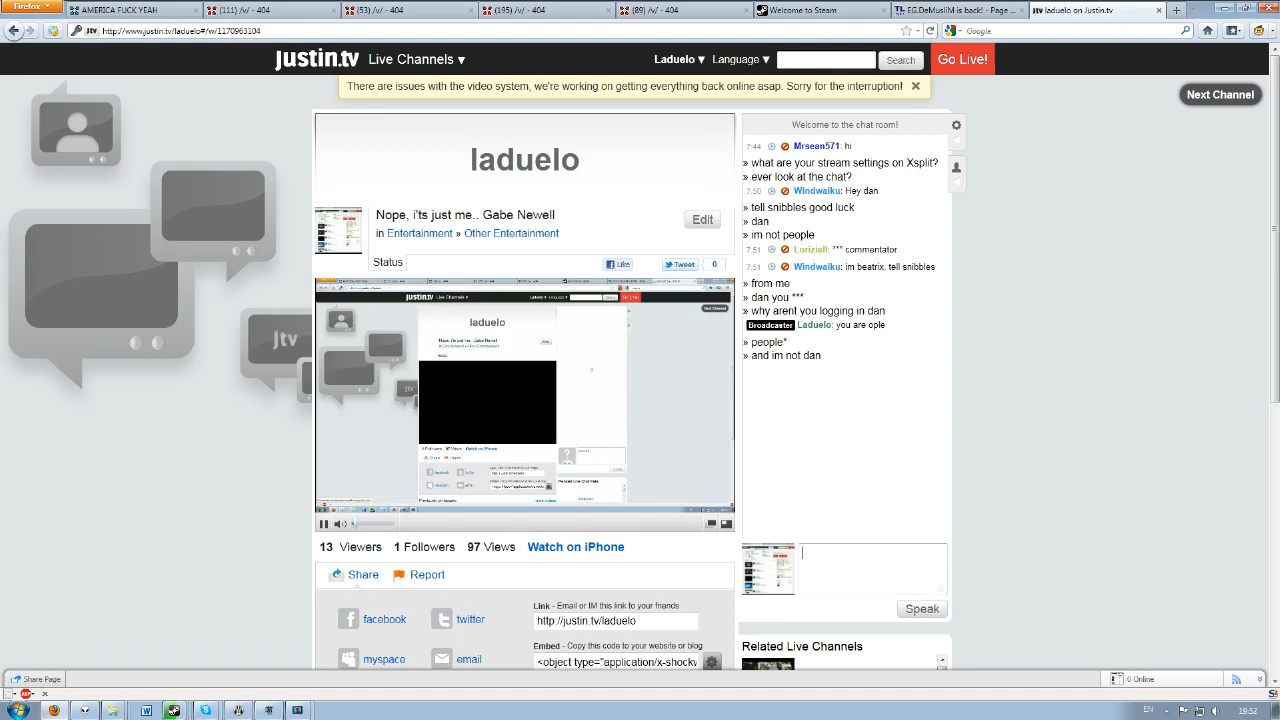 Firefox
AMERICA FUCK YEAH
(111) /v/ - 404
(53) /v/ - 404
(195) /v/ - 404
(89) /v/ - 404
Welcome to Steam
EG.DeMusliM is back! - Page ...
laduelo on Justin.tv
http://www.justin.tv/laduelo#/w/1170963104
Google
justin.tv
Live Channels ▾
Laduelo ▾
Language ▾
Search
Go Live!
There are issues with the video system, we're working on getting everything back online asap. Sorry for the interruption!
Next Channel
laduelo
Nope, i'ts just me.. Gabe Newell
Edit
in Entertainment » Other Entertainment
Status
Like
Tweet
0
justin.tv
laduelo
Watch on iPhone
13 Viewers
1 Followers
97 Views
Watch on iPhone
Share
Report
facebook
twitter
myspace
email
Link - Email or IM this link to your friends
http://justin.tv/laduelo
Embed - Copy this code to your website or blog
<object type="application/x-shockv
Welcome to the chat room!
7:44 Mrsean571: hi
» what are your stream settings on Xsplit?
» ever look at the chat?
7:50 Windwaiku: Hey dan
» tell snibbles good luck
» dan
» im not people
7:51 Loriziell: *** commentator
7:51 Windwaiku: im beatrix, tell snibbles
» from me
» dan you ***
» why arent you logging in dan
Broadcaster Laduelo: you are ople
» people*
» and im not dan
Speak
Related Live Channels
jtv
Share Page
0 Online
EN
19:52